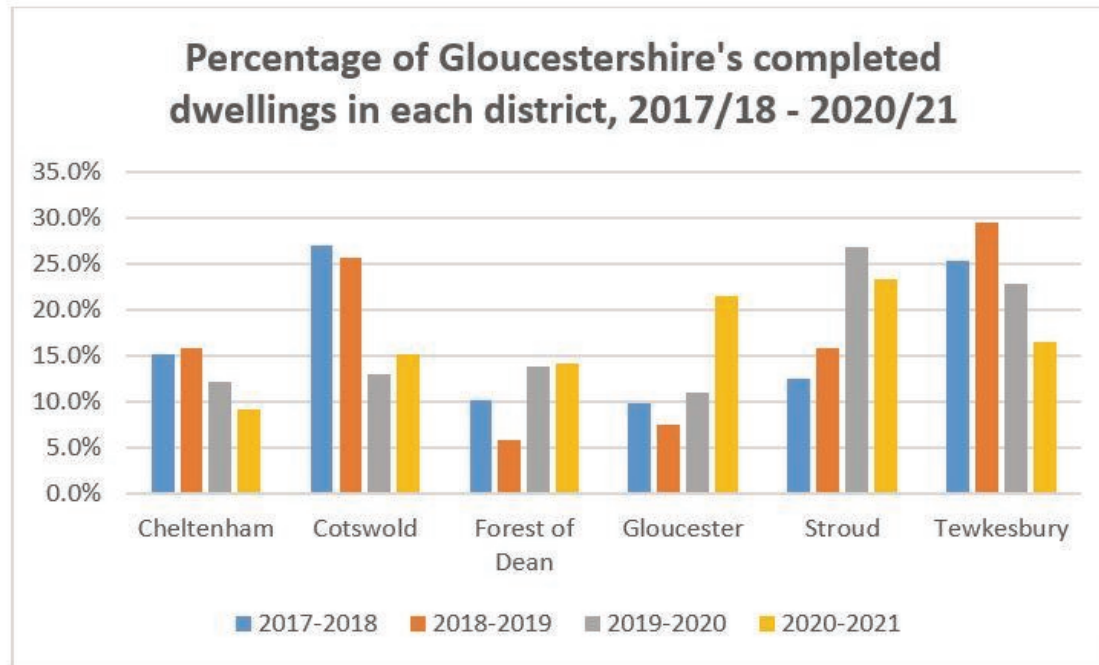 Percentage of Gloucestershire's completed
dwellings in each district, 2017/18 - 2020/21
35.0%
30.0%
25.0%
20.0%
15.0%
10.0%
5.0%
0.0%
Cheltenham Cotswold Forest of Gloucester Stroud Tewkesbury
Dean
2017-2018 2018-2019 2019-2020 2020-2021